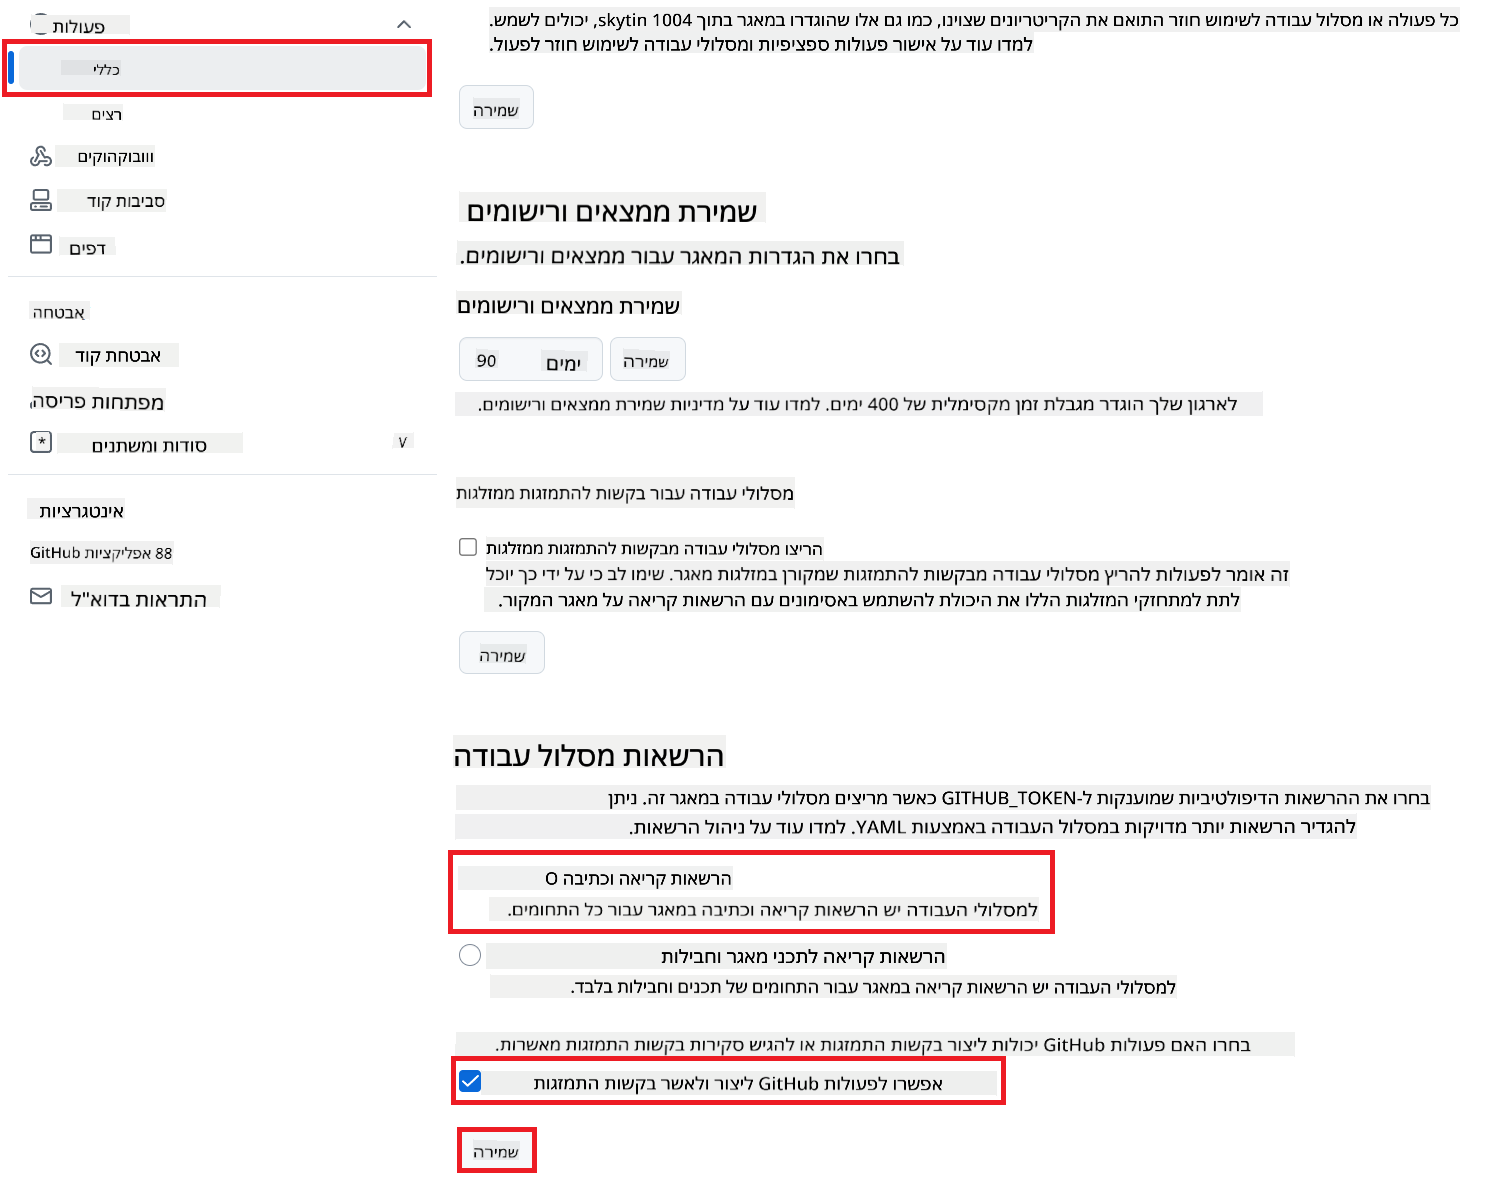 פעולות
כללי
רצים
וובוקהוקים
סביבות קוד
דפים
אבטחה
אבטחת קוד
מפתחות פריסה
סודות ומשתנים
אינטגרציות
88 אפליקציות GitHub
התראות בדוא"ל
כל פעולה או מסלול עבודה לשימוש חוזר התואם את הקריטריונים שצוינו, כמו גם אלו שהוגדרו במאגר בתוך skytin 1004, יכולים לשמש.
למדו עוד על אישור פעולות ספציפיות ומסלולי עבודה לשימוש חוזר לפעול.
שמירה
שמירת ממצאים ורישומים
בחרו את הגדרות המאגר עבור ממצאים ורישומים.
שמירת ממצאים ורישומים
90 ימים שמירה
לארגון שלך הוגדר מגבלת זמן מקסימלית של 400 ימים. למדו עוד על מדיניות שמירת ממצאים ורישומים.
מסלולי עבודה עבור בקשות להתמזגות ממזלגות
הריצו מסלולי עבודה מבקשות להתמזגות ממזלגות
זה אומר לפעולות להריץ מסלולי עבודה מבקשות להתמזגות שמקורן במזלגות מאגר. שימו לב כי על ידי כך יוכל
לתת למתחזקי המזלגות הללו את היכולת להשתמש באסימונים עם הרשאות קריאה על מאגר המקור.
שמירה
הרשאות מסלול עבודה
בחרו את ההרשאות הדיפולטיביות שמוענקות ל-GITHUB_TOKEN כאשר מריצים מסלולי עבודה במאגר זה. ניתן
להגדיר הרשאות יותר מדויקות במסלול העבודה באמצעות YAML. למדו עוד על ניהול הרשאות.
הרשאות קריאה וכתיבה O
למסלולי העבודה יש הרשאות קריאה וכתיבה במאגר עבור כל התחומים.
הרשאות קריאה לתכני מאגר וחבילות
למסלולי העבודה יש הרשאות קריאה במאגר עבור התחומים של תכנים וחבילות בלבד.
בחרו האם פעולות GitHub יכולות ליצור בקשות התמזגות או להגיש סקירות בקשות התמזגות מאשרות.
אפשרו לפעולות GitHub ליצור ולאשר בקשות התמזגות
שמירה